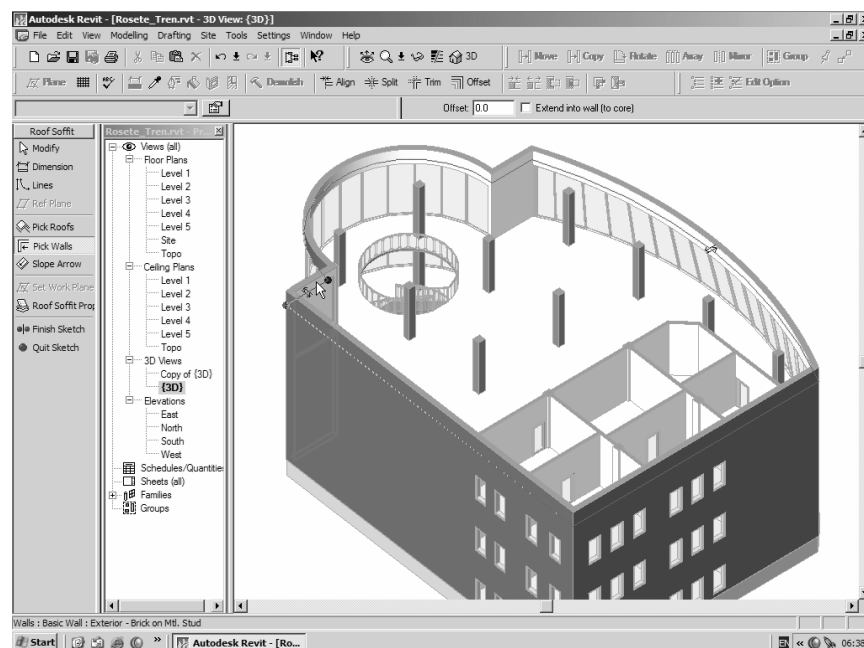 Autodesk Revit - [Rosete_Tren.rvt - 3D View: {3D}]
File Edit View Modelling Drafting Site Tools Settings Window Help
3D Move Copy Rotate Array Mirror Group
Plane Demolish Align Split Trim Offset Edit Option
Offset: 0.0 Extend into wall (to core)
Roof Soffit
Modify
Dimension
Lines
Ref Plane
Pick Roofs
Pick Walls
Slope Arrow
Set Work Plane
Roof Soffit Prop
Finish Sketch
Quit Sketch
Rosete_Tren.rvt - Pr...
Views (all)
Floor Plans
Level 1
Level 2
Level 3
Level 4
Level 5
Site
Topo
Ceiling Plans
Level 1
Level 2
Level 3
Level 4
Level 5
Topo
3D Views
Copy of {3D}
{3D}
Elevations
East
North
South
West
Schedules/Quantitie
Sheets (all)
Families
Groups
Walls : Basic Wall : Exterior - Brick on Mtl. Stud
Start » Autodesk Revit - [Ro... EN « 06:38